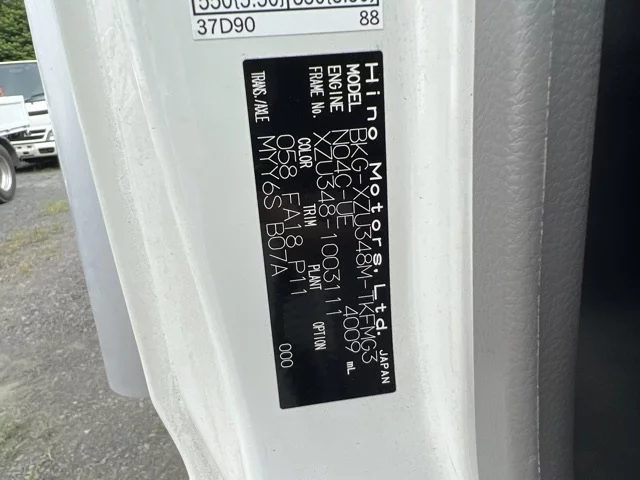 37D90 88
Hino Motors, Ltd. JAPAN
MODEL BKG-XZU348M-TKFMG3
ENGINE N04C-UE 4009 mL
FRAME No. XZU348-1003111
COLOR TRIM PLANT OPTION
058 FA18 P11 000
TRANS./AXLE MYY6S B07A